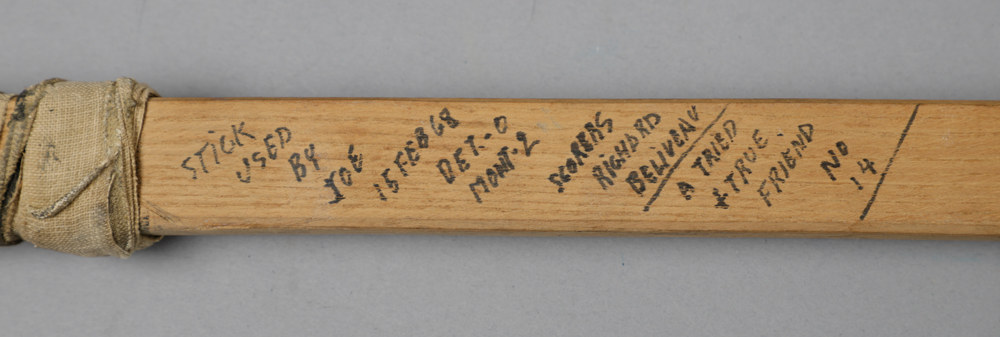 STICK
USED
BY
JOE
15 FEB 68
DET.-0
MONT-2
SCORERS
RICHARD
BELIVEAU
A TRIED
+ TRUE
FRIEND
NO
14